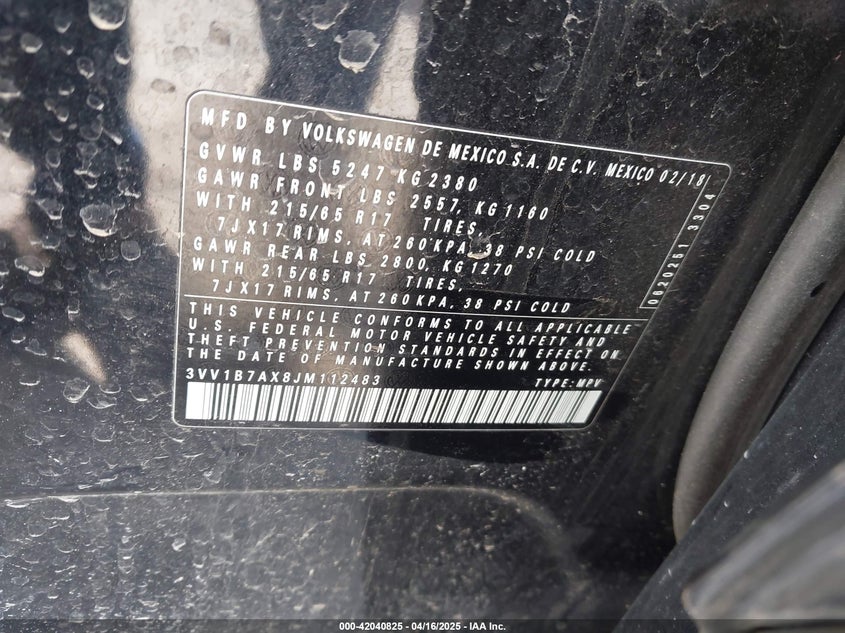 MFD BY VOLKSWAGEN DE MEXICO S.A. DE C.V. MEXICO 02/18
GVWR LBS 5247 KG 2380
GAWR FRONT LBS 2557, KG 1160
WITH 215/65 R17 TIRES,
7JX17 RIMS, AT 260 KPA, 38 PSI COLD
GAWR REAR LBS 2800, KG 1270
WITH 215/65 R17 TIRES,
7JX17 RIMS, AT 260 KPA, 38 PSI COLD
THIS VEHICLE CONFORMS TO ALL APPLICABLE
U.S. FEDERAL MOTOR VEHICLE SAFETY AND
THEFT PREVENTION STANDARDS IN EFFECT ON
THE DATE OF MANUFACTURE SHOWN ABOVE.
3VV1B7AX8JM112483 TYPE: MPV
0820251 3304
000-42040825 - 04/16/2025 - IAA Inc.